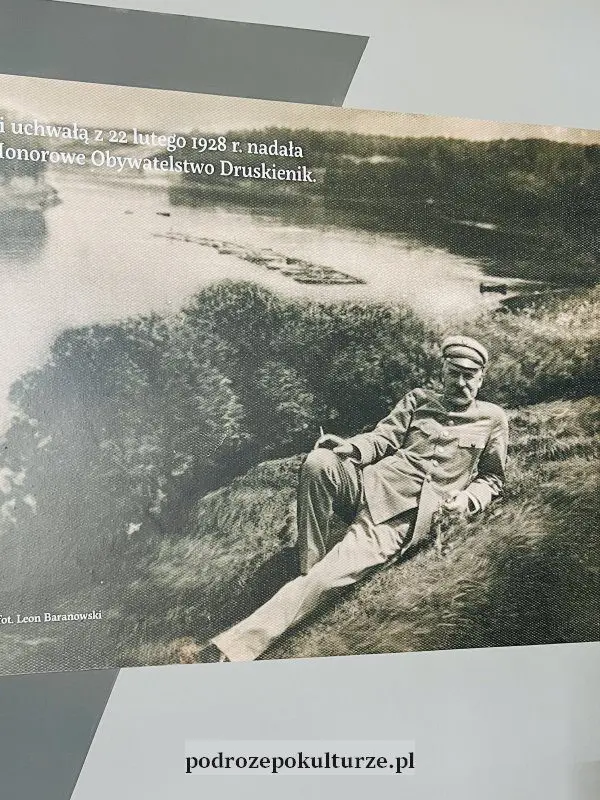 i uchwałą z 22 lutego 1928 r. nadała
Honorowe Obywatelstwo Druskienik.
fot. Leon Baranowski
podrozepokulturze.pl